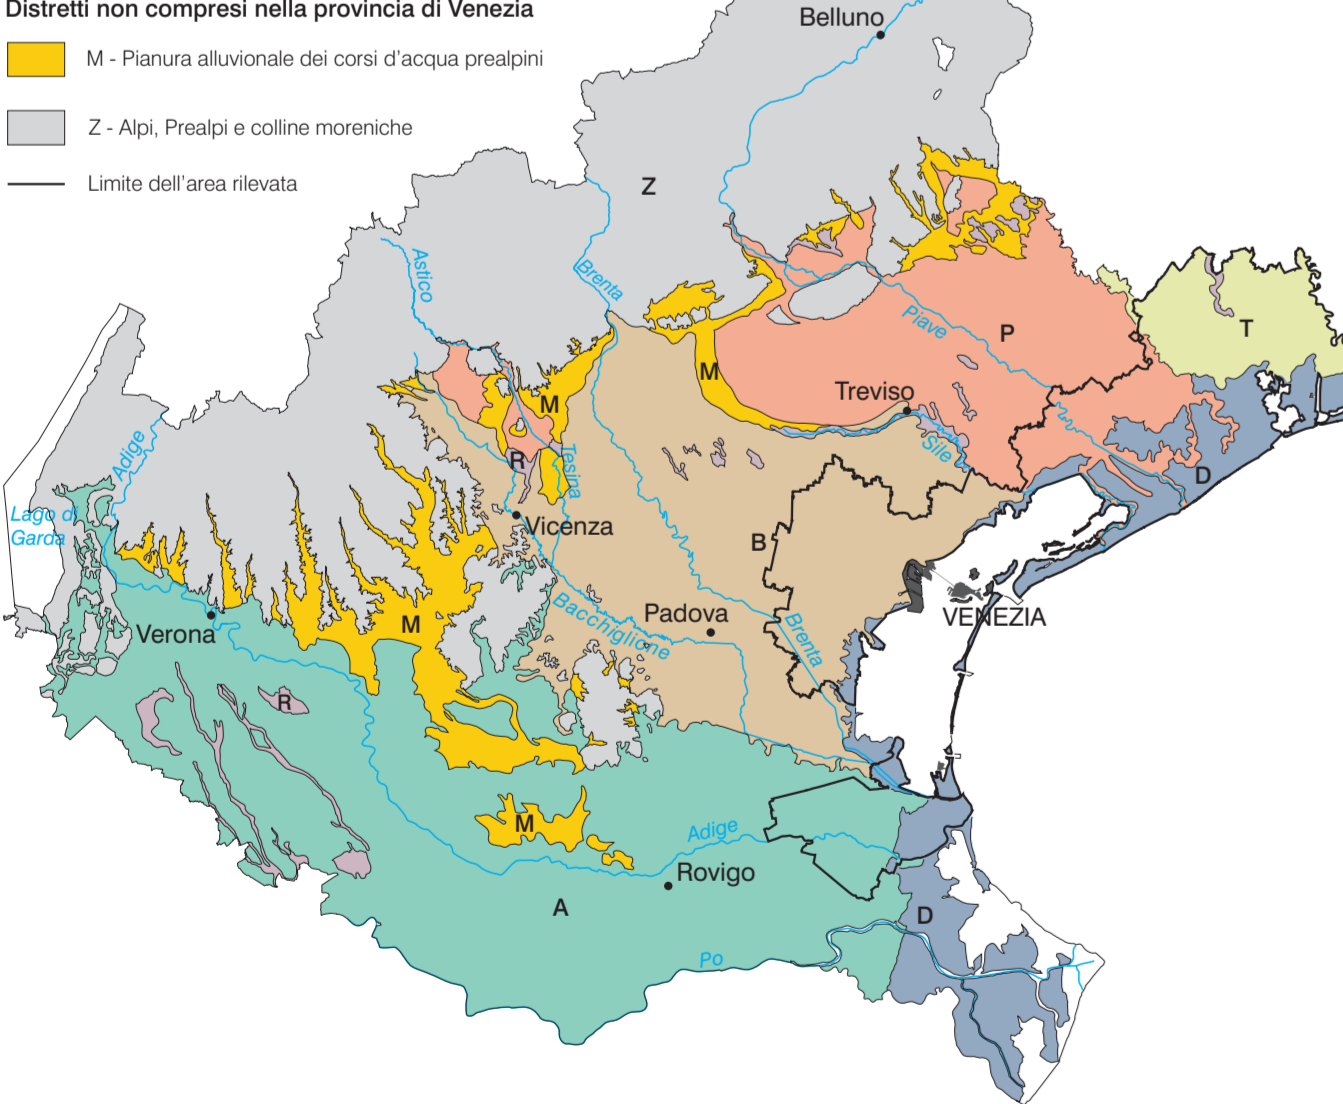 Distretti non compresi nella provincia di Venezia
M - Pianura alluvionale dei corsi d'acqua prealpini
Z - Alpi, Prealpi e colline moreniche
Limite dell'area rilevata
Belluno
Z
Astico
Brenta
Piave
P
T
M
Treviso
M
Sile
Adige
R
Tesina
D
Lago di
Garda
Vicenza
B
Verona
M
Bacchiglione
Padova
Brenta
VENEZIA
R
M
Adige
Rovigo
A
D
Po